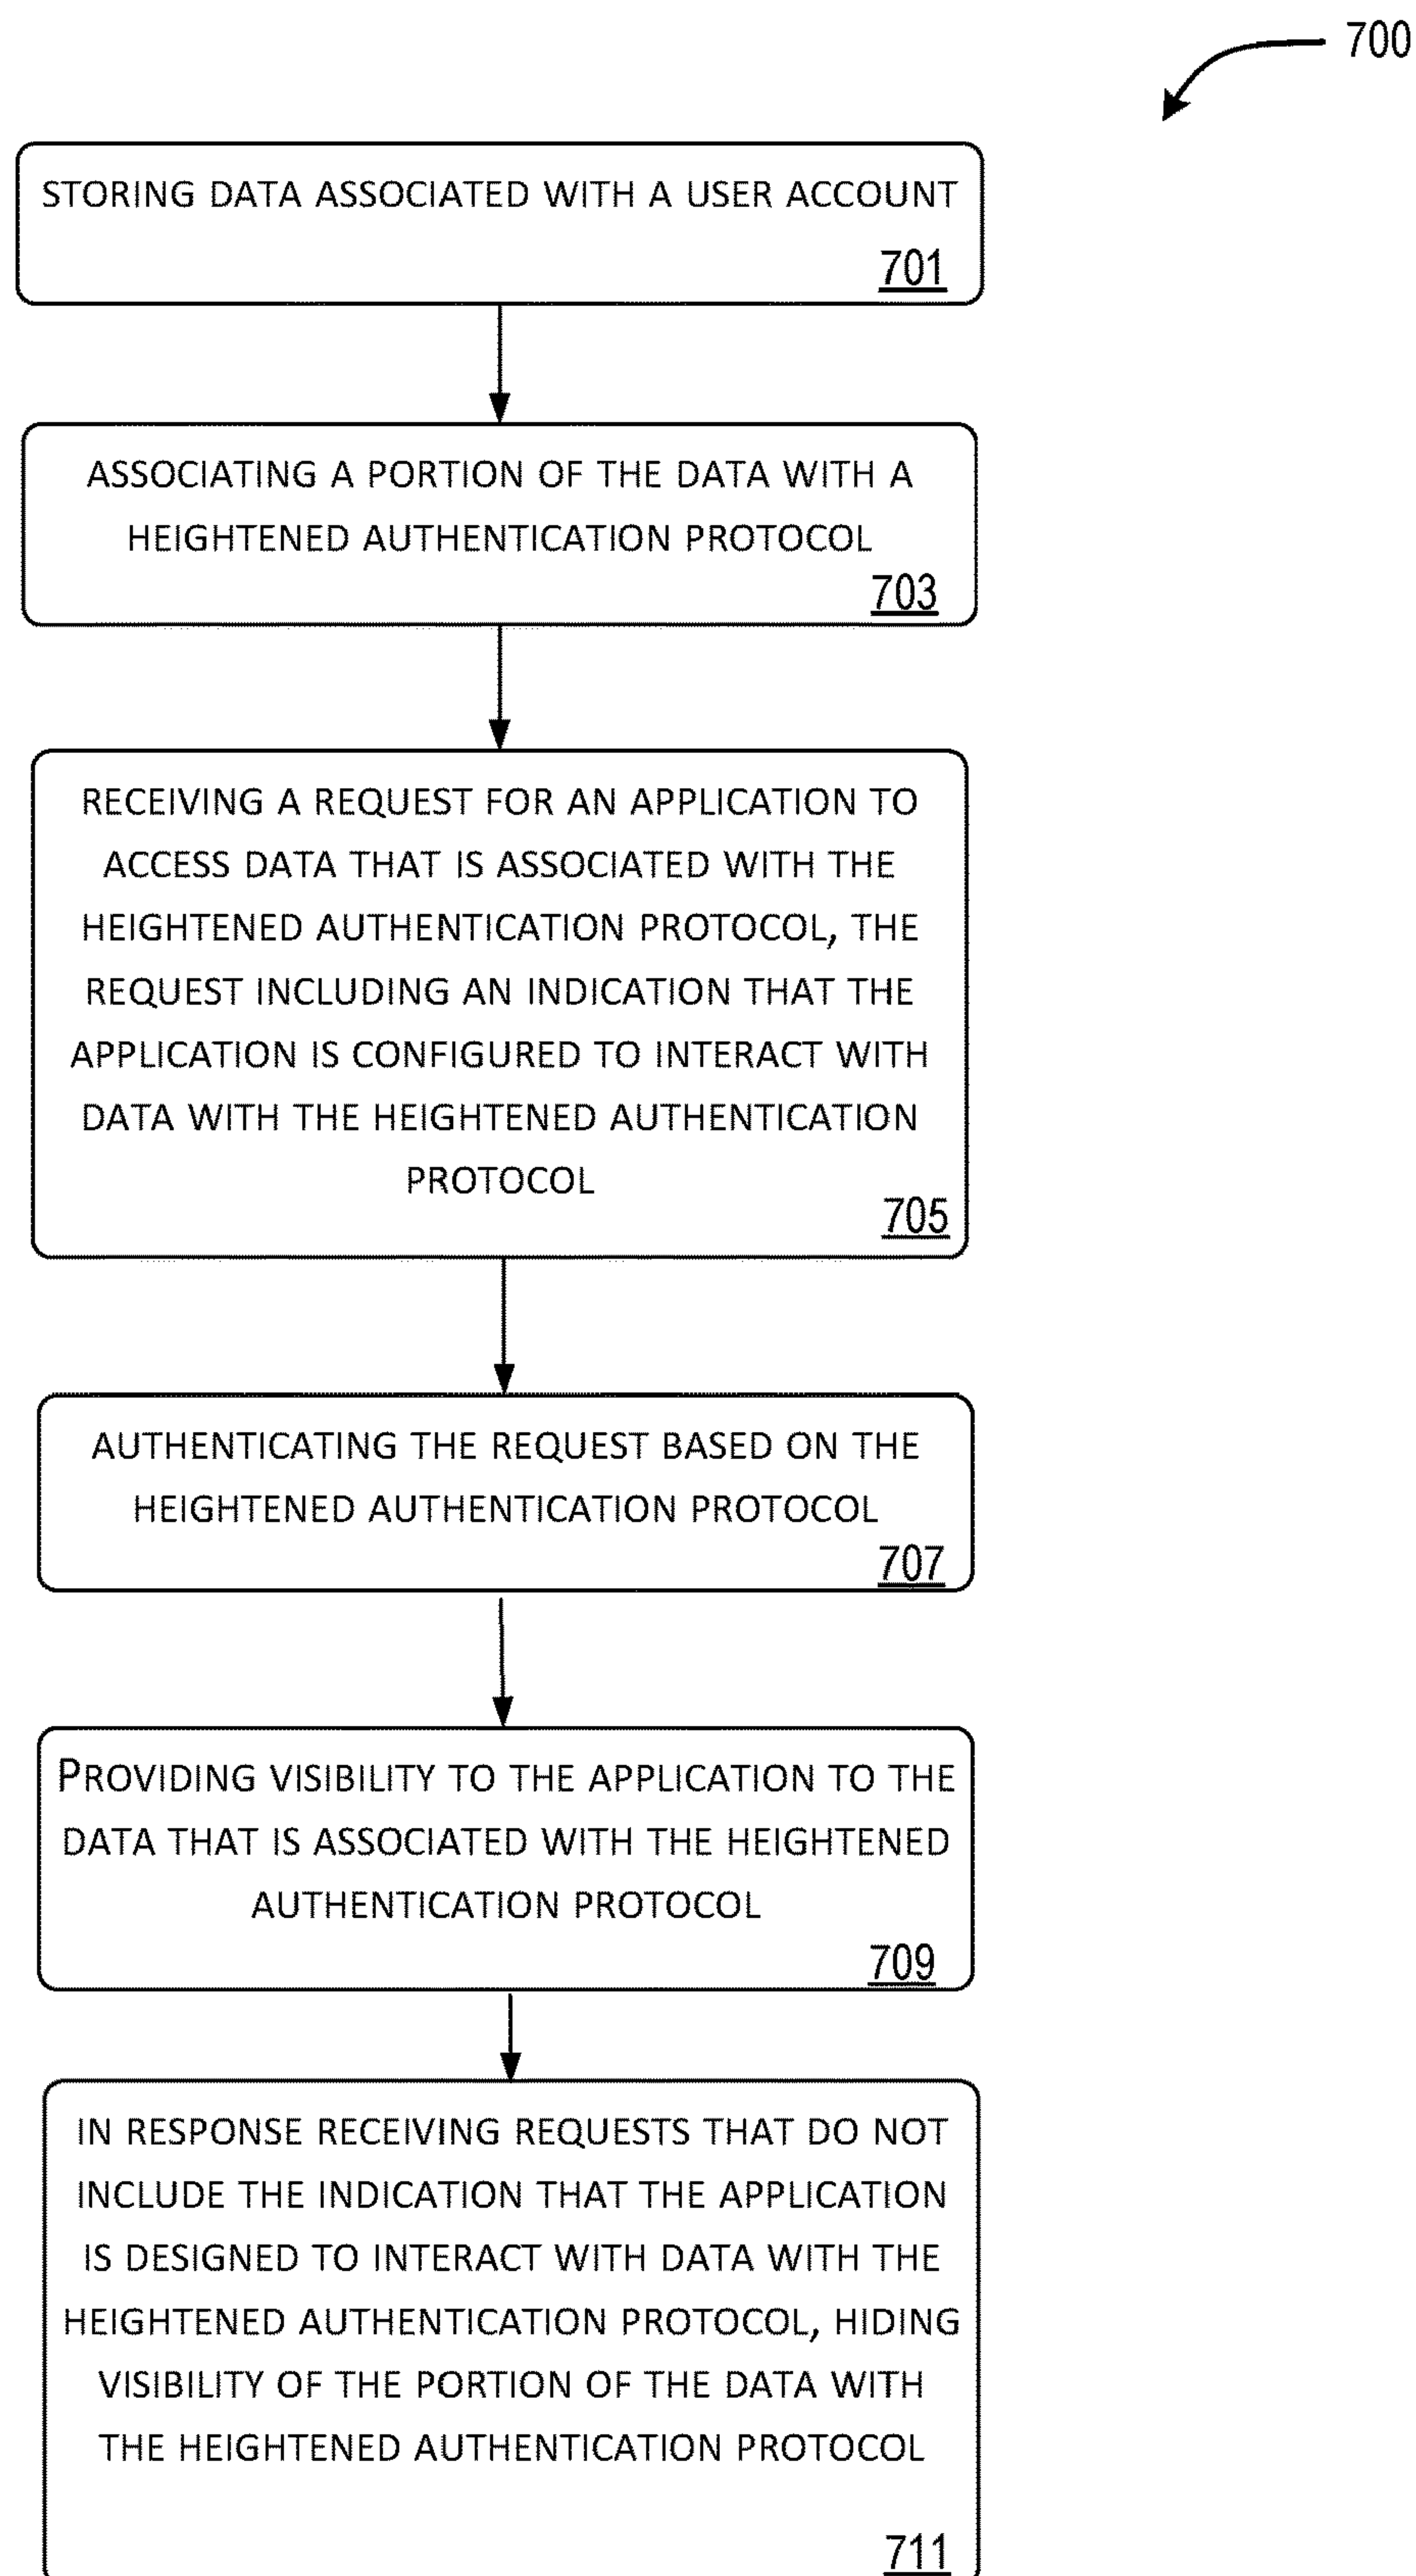 700
STORING DATA ASSOCIATED WITH A USER ACCOUNT
701
ASSOCIATING A PORTION OF THE DATA WITH A
HEIGHTENED AUTHENTICATION PROTOCOL
703
RECEIVING A REQUEST FOR AN APPLICATION TO
ACCESS DATA THAT IS ASSOCIATED WITH THE
HEIGHTENED AUTHENTICATION PROTOCOL, THE
REQUEST INCLUDING AN INDICATION THAT THE
APPLICATION IS CONFIGURED TO INTERACT WITH
DATA WITH THE HEIGHTENED AUTHENTICATION
PROTOCOL
705
AUTHENTICATING THE REQUEST BASED ON THE
HEIGHTENED AUTHENTICATION PROTOCOL
707
PROVIDING VISIBILITY TO THE APPLICATION TO THE
DATA THAT IS ASSOCIATED WITH THE HEIGHTENED
AUTHENTICATION PROTOCOL
709
IN RESPONSE RECEIVING REQUESTS THAT DO NOT
INCLUDE THE INDICATION THAT THE APPLICATION
IS DESIGNED TO INTERACT WITH DATA WITH THE
HEIGHTENED AUTHENTICATION PROTOCOL, HIDING
VISIBILITY OF THE PORTION OF THE DATA WITH
THE HEIGHTENED AUTHENTICATION PROTOCOL
711